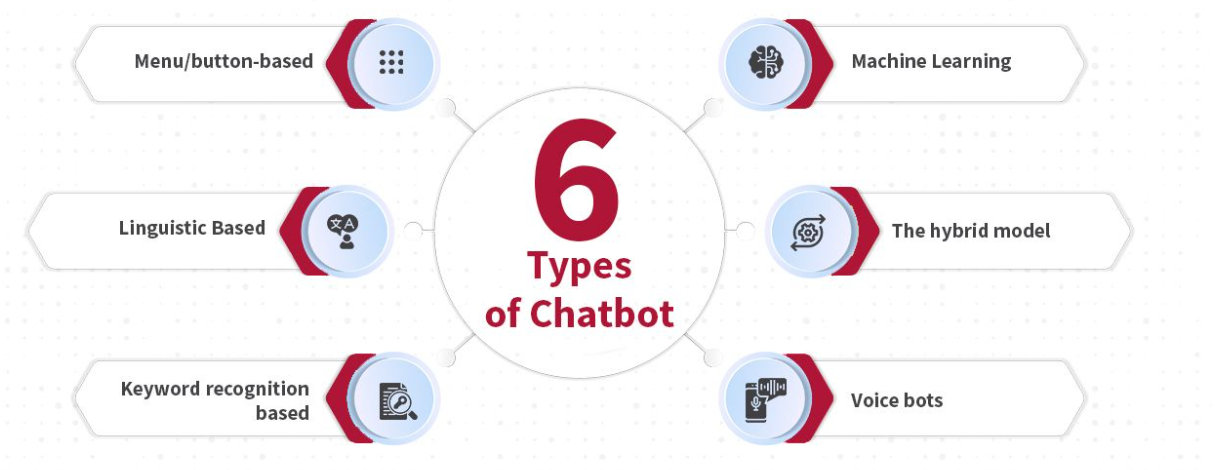 Menu/button-based
Linguistic Based
Keyword recognition
based
6
Types
of Chatbot
Machine Learning
The hybrid model
Voice bots